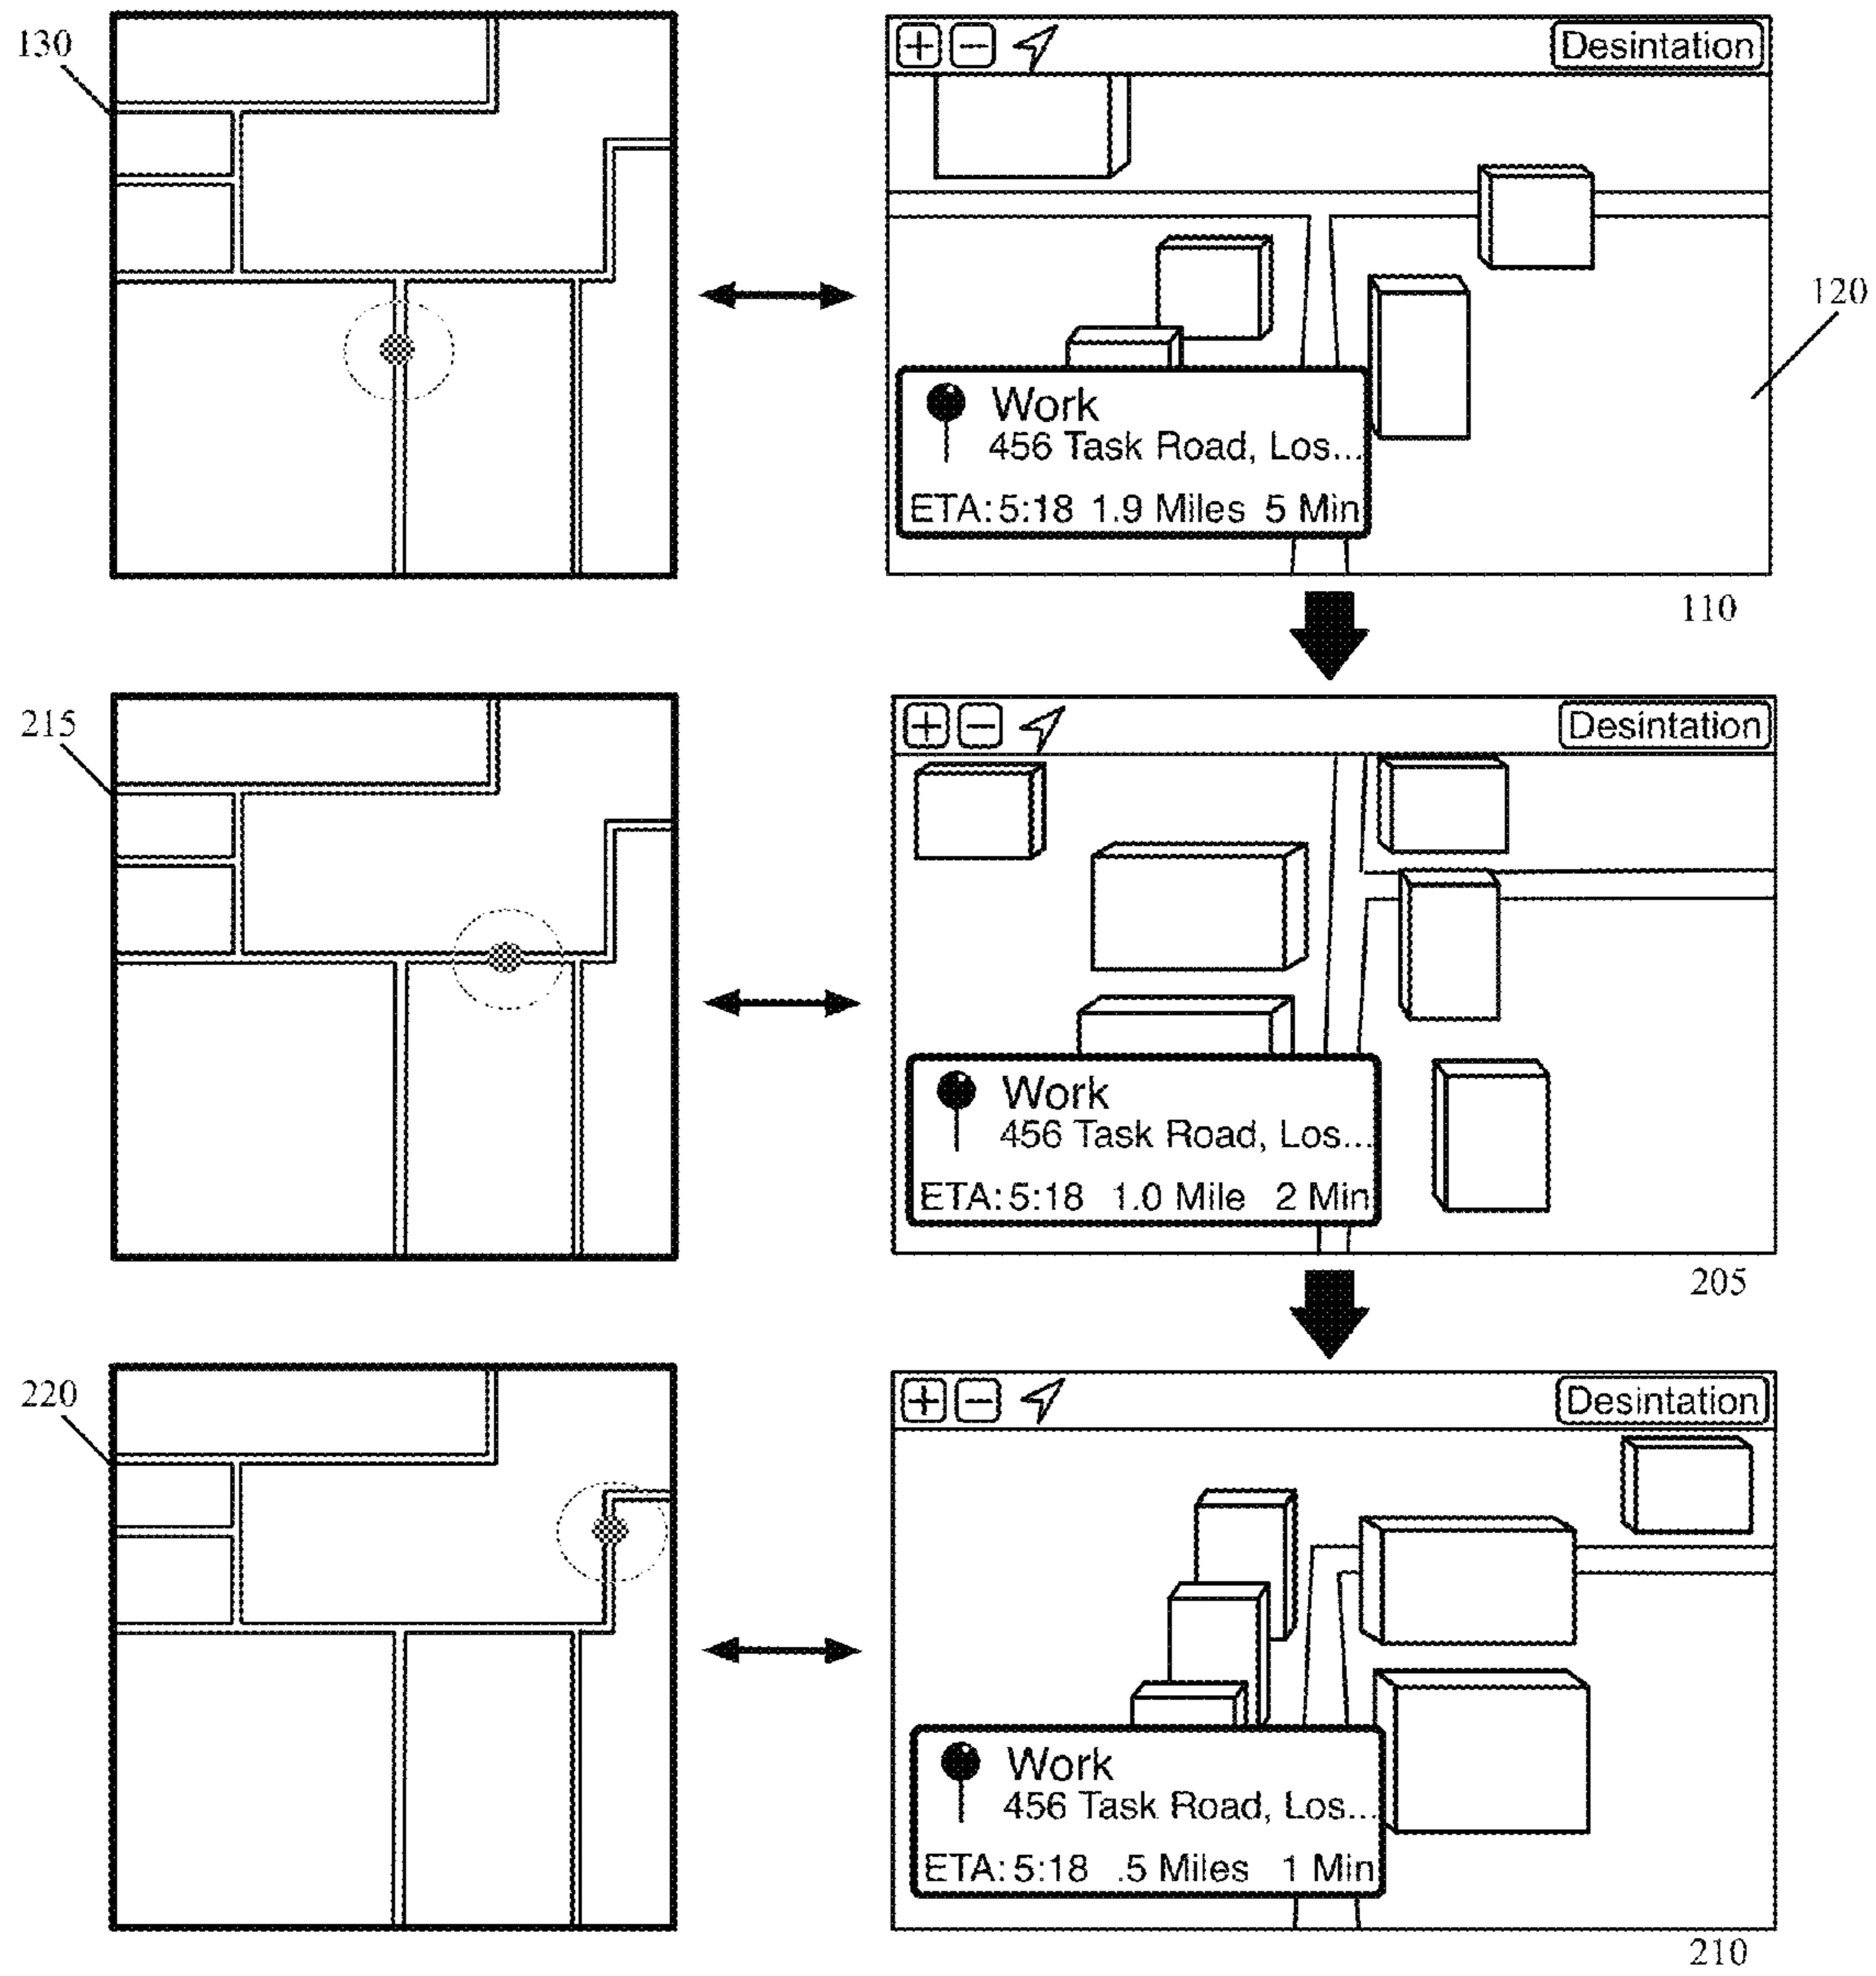 130
Desintation
120
Work
456 Task Road, Los...
ETA: 5:18 1.9 Miles 5 Min
110
215
Desintation
Work
456 Task Road, Los...
ETA: 5:18 1.0 Mile 2 Min
205
220
Desintation
Work
456 Task Road, Los...
ETA: 5:18 .5 Miles 1 Min
210